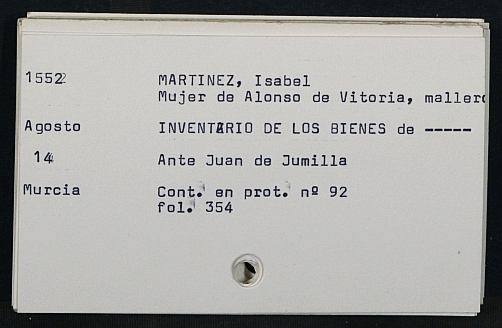 1552 MARTINEZ, Isabel
Mujer de Alonso de Vitoria, mallero
Agosto INVENTARIO DE LOS BIENES de -----
14 Ante Juan de Jumilla
Murcia Cont. en prot. nº 92
fol. 354